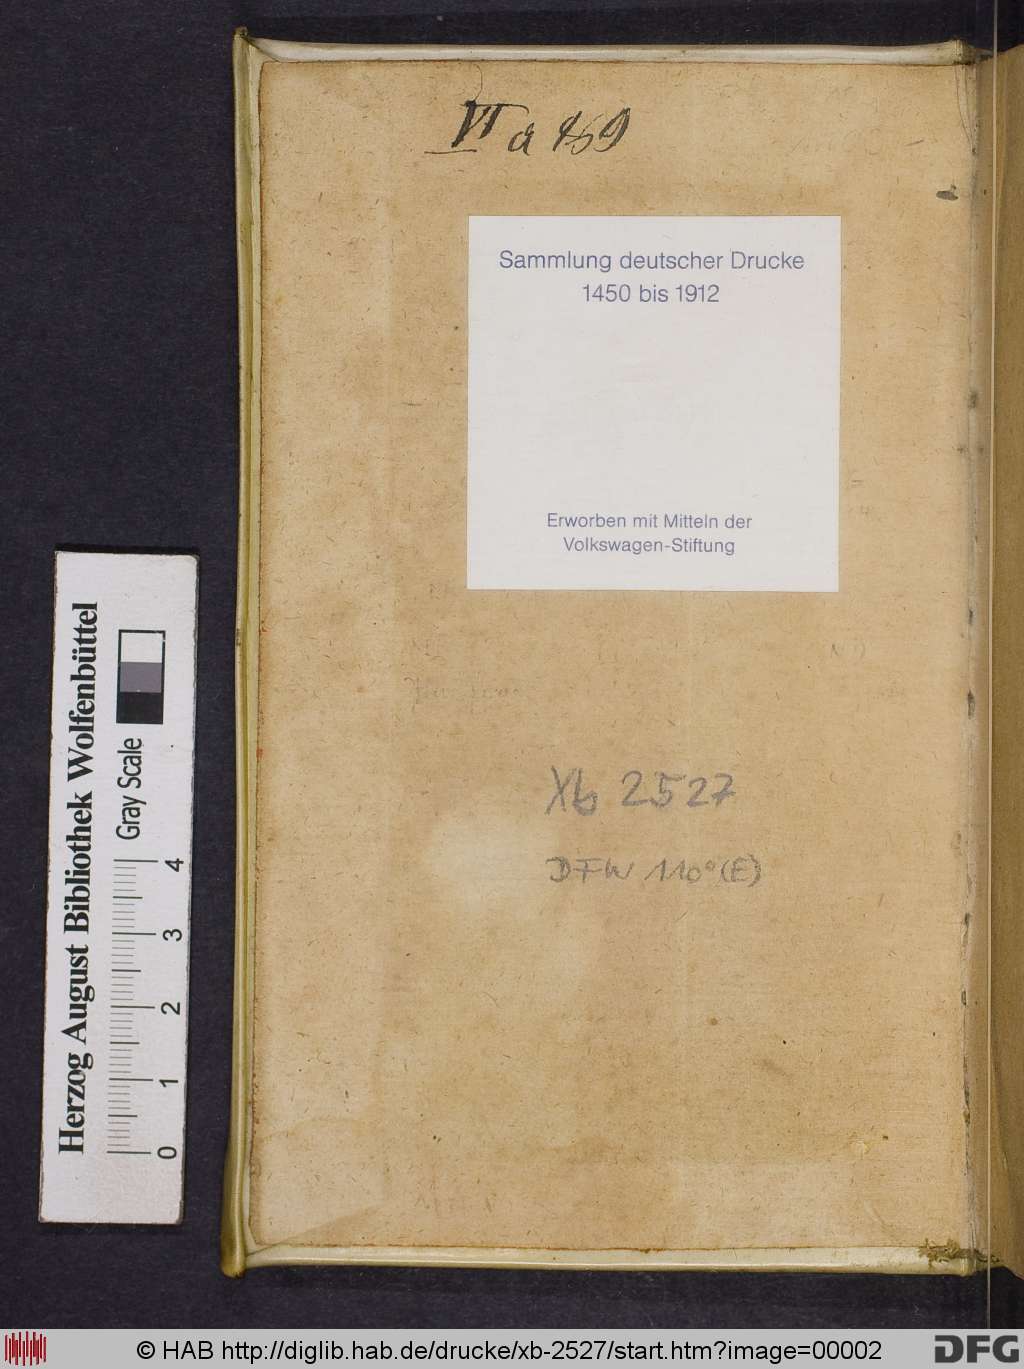 VI a 169
Sammlung deutscher Drucke
1450 bis 1912
Erworben mit Mitteln der
Volkswagen-Stiftung
Xb 2527
DFW 110°(E)
Herzog August Bibliothek Wolfenbüttel
Gray Scale
0 1 2 3 4
© HAB http://diglib.hab.de/drucke/xb-2527/start.htm?image=00002
DFG